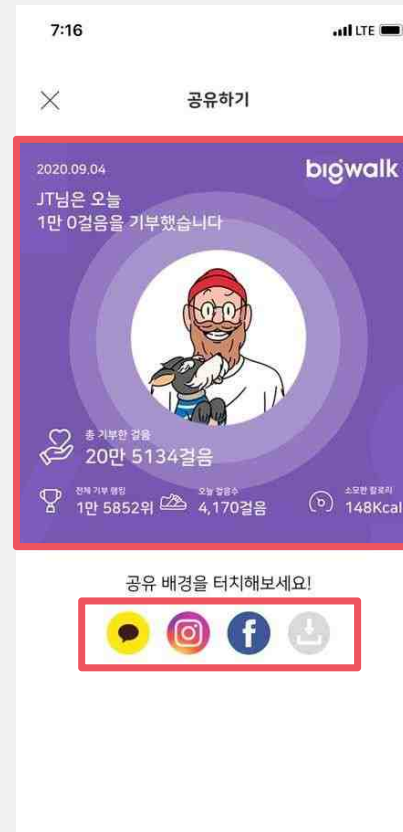 7:16
LTE
공유하기
2020.09.04
bigwalk
JT님은 오늘
1만 0걸음을 기부했습니다
총 기부한 걸음
20만 5134걸음
전체 기부 랭킹
1만 5852위
오늘 걸음수
4,170걸음
소모한 칼로리
148Kcal
공유 배경을 터치해보세요!